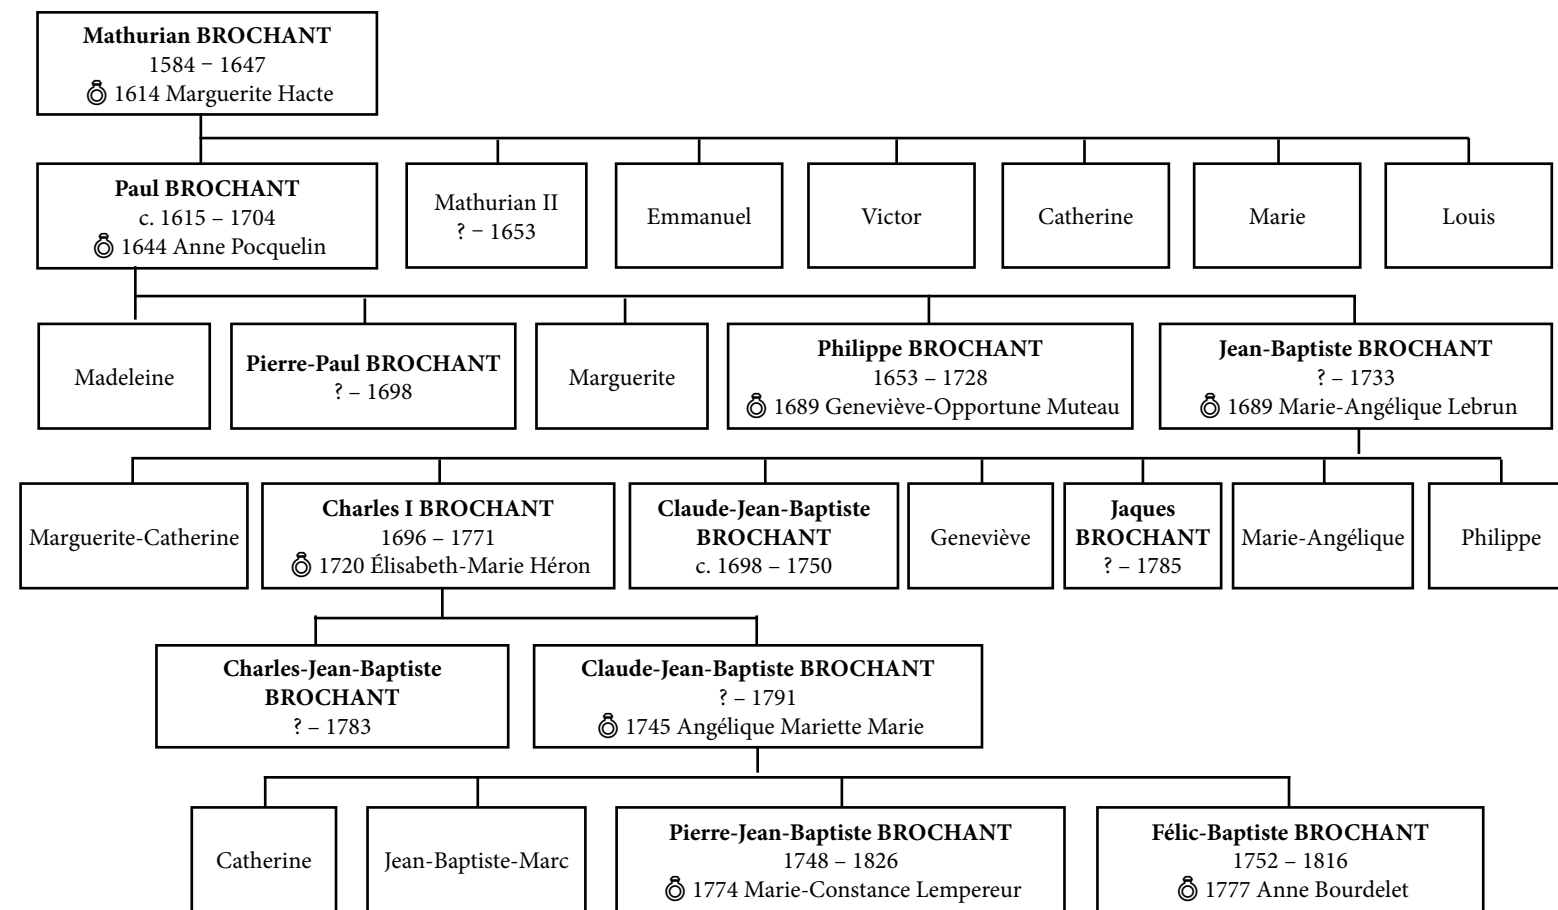 Mathurian BROCHANT
1584 – 1647
1614 Marguerite Hacte
Paul BROCHANT
c. 1615 – 1704
1644 Anne Pocquelin
Mathurian II
? – 1653
Emmanuel
Victor
Catherine
Marie
Louis
Madeleine
Pierre-Paul BROCHANT
? – 1698
Marguerite
Philippe BROCHANT
1653 – 1728
1689 Geneviève-Opportune Muteau
Jean-Baptiste BROCHANT
? – 1733
1689 Marie-Angélique Lebrun
Marguerite-Catherine
Charles I BROCHANT
1696 – 1771
1720 Élisabeth-Marie Héron
Claude-Jean-Baptiste
BROCHANT
c. 1698 – 1750
Geneviève
Jaques
BROCHANT
? – 1785
Marie-Angélique
Philippe
Charles-Jean-Baptiste
BROCHANT
? – 1783
Claude-Jean-Baptiste BROCHANT
? – 1791
1745 Angélique Mariette Marie
Catherine
Jean-Baptiste-Marc
Pierre-Jean-Baptiste BROCHANT
1748 – 1826
1774 Marie-Constance Lempereur
Félic-Baptiste BROCHANT
1752 – 1816
1777 Anne Bourdelet